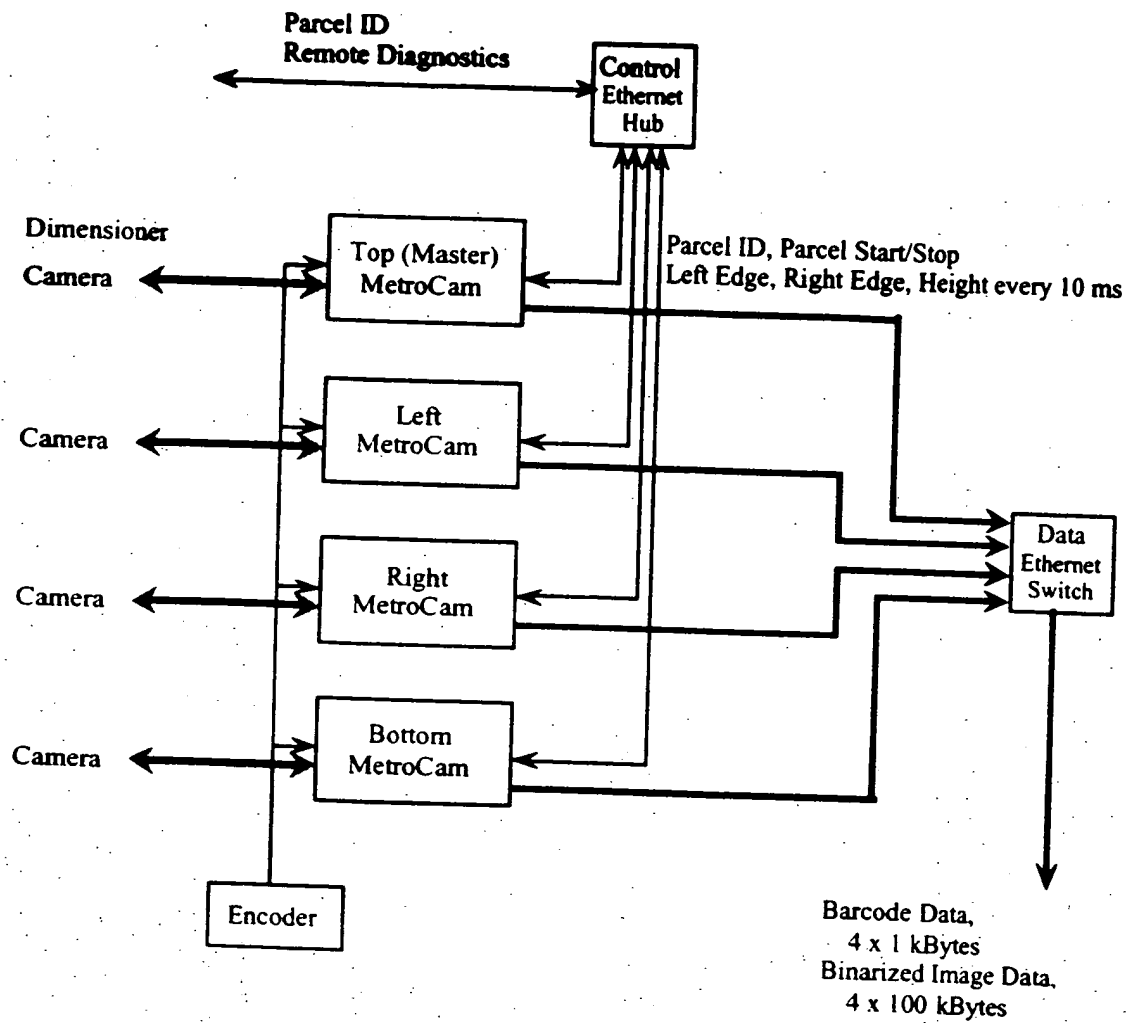 Parcel ID
Remote Diagnostics
Control
Ethernet
Hub
Dimensioner
Camera
Top (Master)
MetroCam
Parcel ID, Parcel Start/Stop
Left Edge, Right Edge, Height every 10 ms
Camera
Left
MetroCam
Data
Ethernet
Switch
Camera
Right
MetroCam
Camera
Bottom
MetroCam
Encoder
Barcode Data,
4 x 1 kBytes
Binarized Image Data,
4 x 100 kBytes